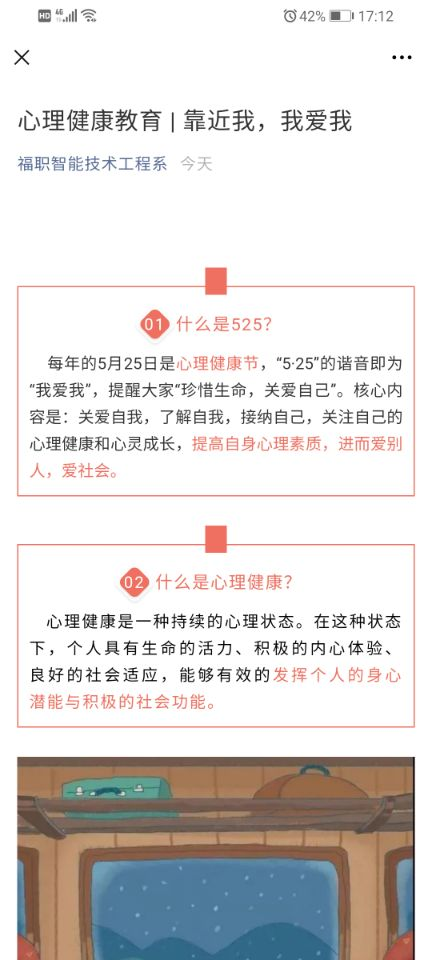 HD 4G 42% 17:12
心理健康教育 | 靠近我，我爱我
福职智能技术工程系 今天
01 什么是525?
每年的5月25日是心理健康节，“5·25”的谐音即为
“我爱我”，提醒大家“珍惜生命，关爱自己”。核心内
容是：关爱自我，了解自我，接纳自己，关注自己的
心理健康和心灵成长，提高自身心理素质，进而爱别
人，爱社会。
02 什么是心理健康?
心理健康是一种持续的心理状态。在这种状态
下，个人具有生命的活力、积极的内心体验、
良好的社会适应，能够有效的发挥个人的身心
潜能与积极的社会功能。